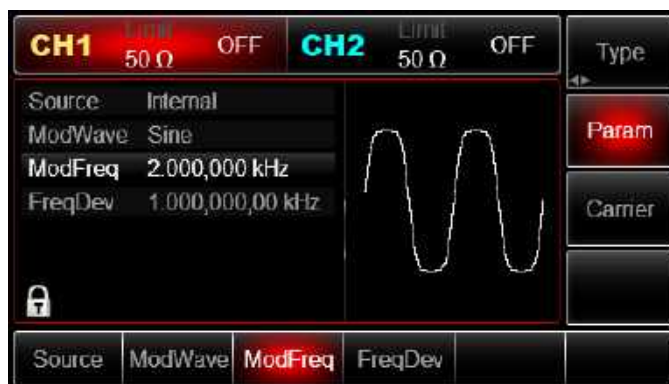 CH1 Limit 50 Ω OFF CH2 Limit 50 Ω OFF
Type
Source Internal
ModWave Sine
Param
ModFreq 2.000,000 kHz
FreqDev 1.000,000,00 kHz
Carrier
Source ModWave ModFreq FreqDev